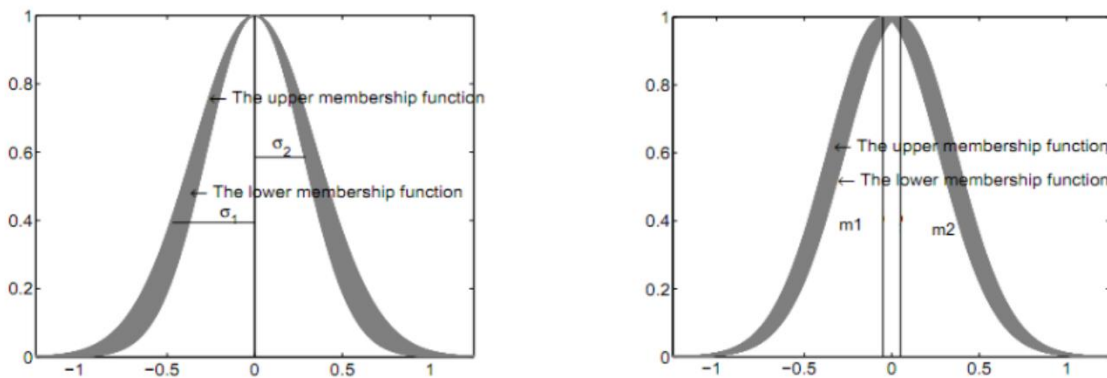 1
0.8
← The upper membership function
0.6
σ2
← The lower membership function
0.4
σ1
0.2
0
−1 −0.5 0 0.5 1
1
0.8
0.6
← The upper membership function
← The lower membership function
0.4
m1 m2
0.2
0
−1 −0.5 0 0.5 1